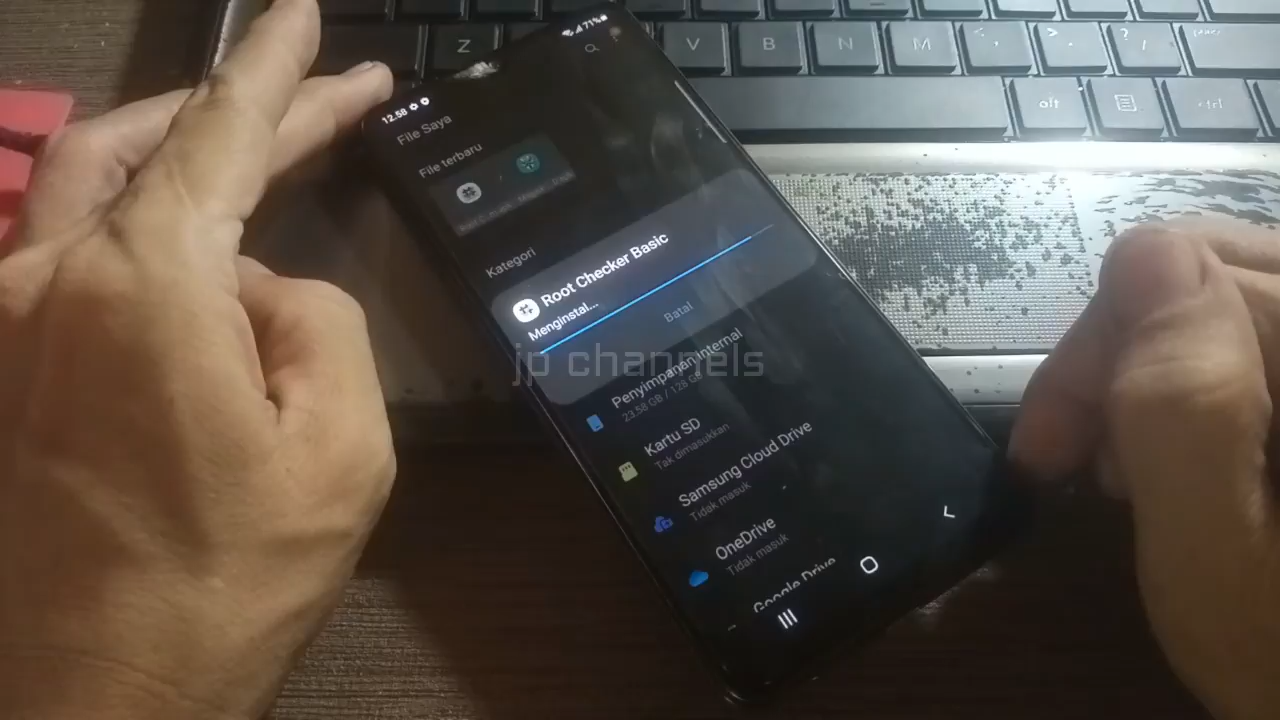 Z
V
B
N
M
alt
ctrl
71%
12.58
File Saya
File terbaru
Kategori
Root Checker Basic
Menginstal...
Batal
jp channels
Penyimpanan internal
23,58 GB / 128 GB
Kartu SD
Tak dimasukkan
Samsung Cloud Drive
Tidak masuk
OneDrive
Tidak masuk
Google Drive